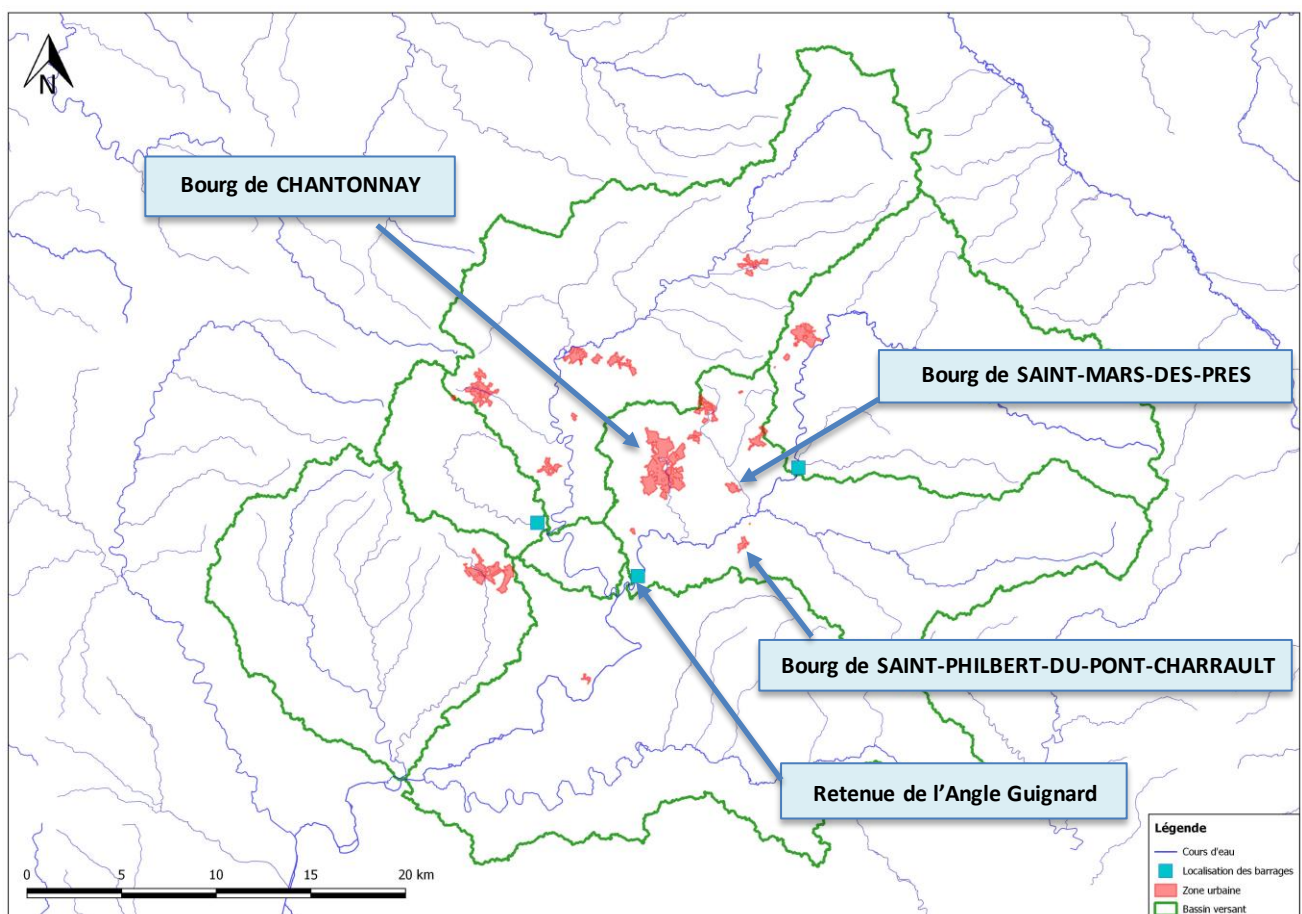 N
Bourg de CHANTONNAY
Bourg de SAINT-MARS-DES-PRES
Bourg de SAINT-PHILBERT-DU-PONT-CHARRAULT
Retenue de l’Angle Guignard
Légende
Cours d'eau
Localisation des barrages
Zone urbaine
Bassin versant
0 5 10 15 20 km